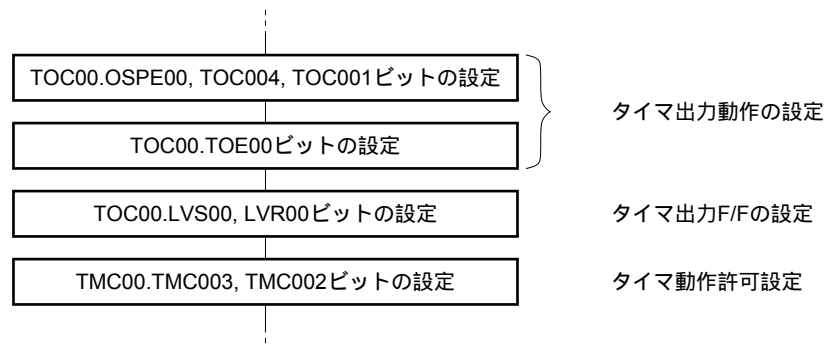 TOC00.OSPE00, TOC004, TOC001ビットの設定
タイマ出力動作の設定
TOC00.TOE00ビットの設定
TOC00.LVS00, LVR00ビットの設定
タイマ出力F/Fの設定
TMC00.TMC003, TMC002ビットの設定
タイマ動作許可設定